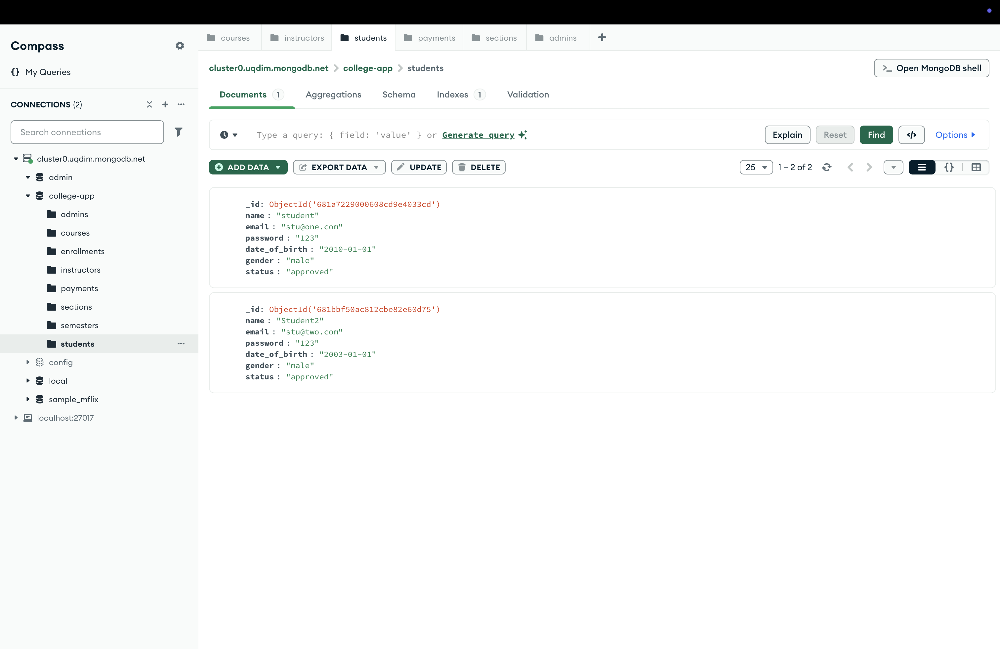 Compass
{} My Queries
CONNECTIONS (2)
Search connections
cluster0.uqdim.mongodb.net
admin
college-app
admins
courses
enrollments
instructors
payments
sections
semesters
students
config
local
sample_mflix
localhost:27017
courses instructors students payments sections admins
cluster0.uqdim.mongodb.net > college-app > students
>_ Open MongoDB shell
Documents 1 Aggregations Schema Indexes 1 Validation
Type a query: { field: 'value' } or Generate query
Explain Reset Find </> Options
ADD DATA EXPORT DATA UPDATE DELETE
25 1 – 2 of 2 {}
_id: ObjectId('681a7229000608cd9e4033cd')
name : "student"
email : "stu@one.com"
password : "123"
date_of_birth : "2010-01-01"
gender : "male"
status : "approved"
_id: ObjectId('681bbf50ac812cbe82e60d75')
name : "Student2"
email : "stu@two.com"
password : "123"
date_of_birth : "2003-01-01"
gender : "male"
status : "approved"